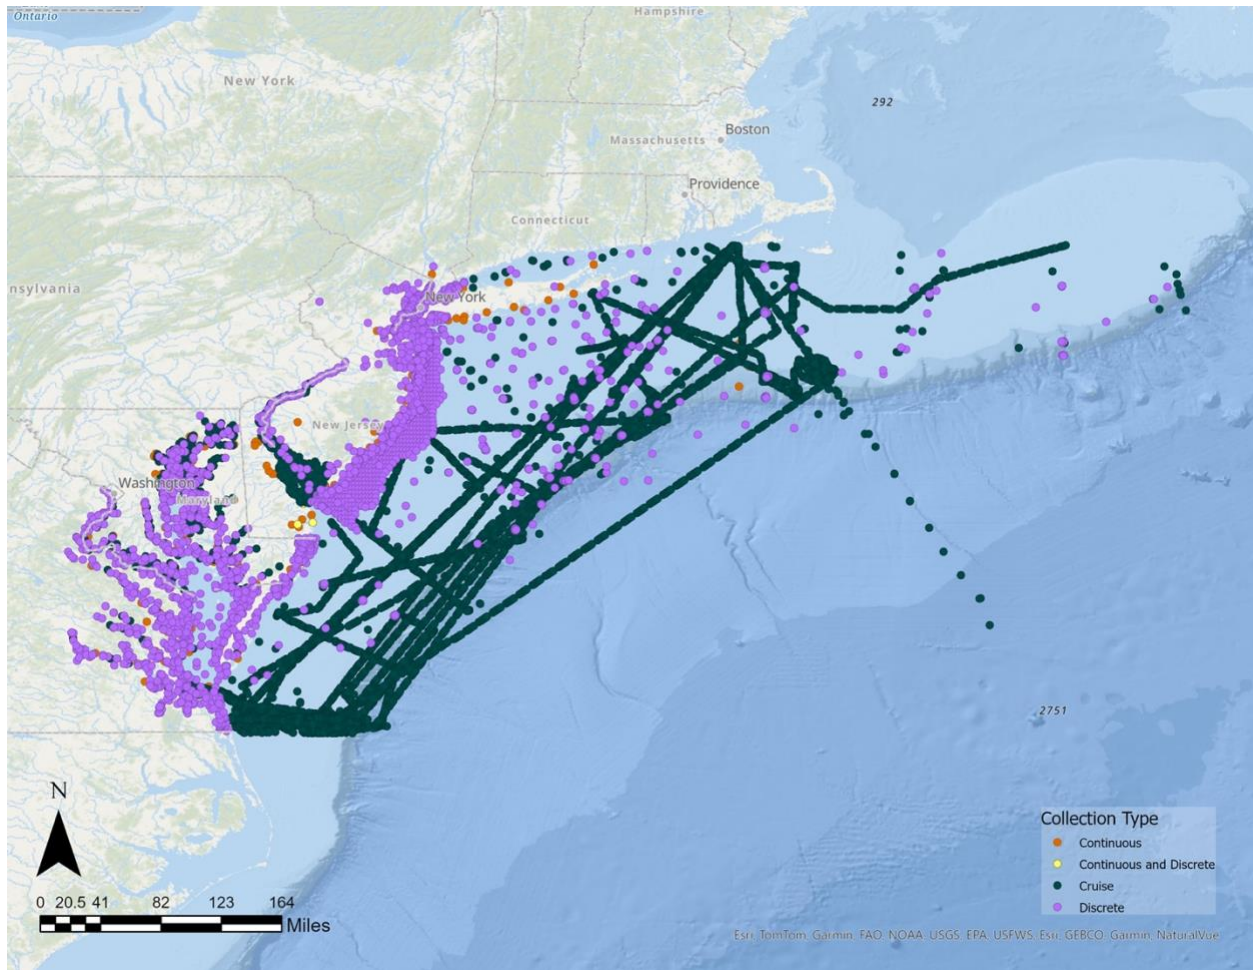 Ontario
Hampshire
New York
292
Boston
Massachusetts
Providence
Connecticut
nsylvania
New York
New Jersey
Washington
Maryland
2751
N
Collection Type
Continuous
Continuous and Discrete
Cruise
Discrete
0 20.5 41 82 123 164
Miles
Esri, TomTom, Garmin, FAO, NOAA, USGS, EPA, USFWS, Esri, GEBCO, Garmin, NaturalVue